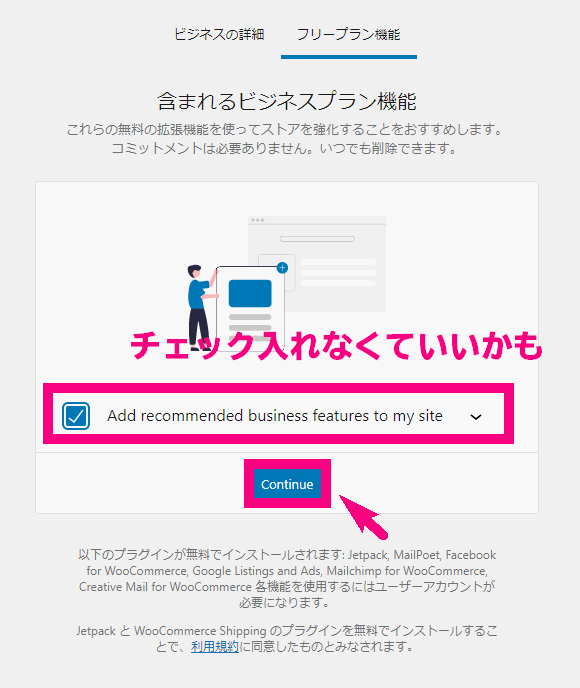 ビジネスの詳細 フリープラン機能
含まれるビジネスプラン機能
これらの無料の拡張機能を使ってストアを強化することをおすすめします。
コミットメントは必要ありません。いつでも削除できます。
チェック入れなくていいかも
Add recommended business features to my site
Continue
以下のプラグインが無料でインストールされます: Jetpack, MailPoet, Facebook
for WooCommerce, Google Listings and Ads, Mailchimp for WooCommerce,
Creative Mail for WooCommerce 各機能を使用するにはユーザーアカウントが
必要になります。
Jetpack と WooCommerce Shipping のプラグインを無料でインストールするこ
とで、利用規約に同意したものとみなされます。